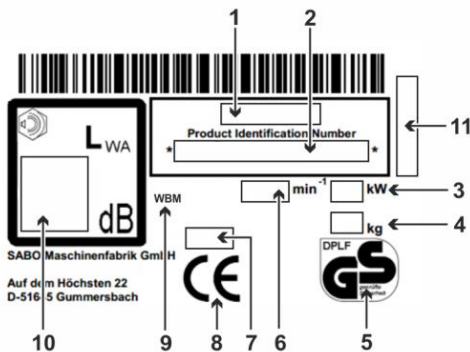 1 2
L WA
dB
Product Identification Number
* *
11
min-1
kW
3
kg
4
WBM
SABO Maschinenfabrik GmbH
Auf dem Höchsten 22
D-51645 Gummersbach
CE
DPLF
GS
geprüfte
Sicherheit
10 9 8 7 6 5